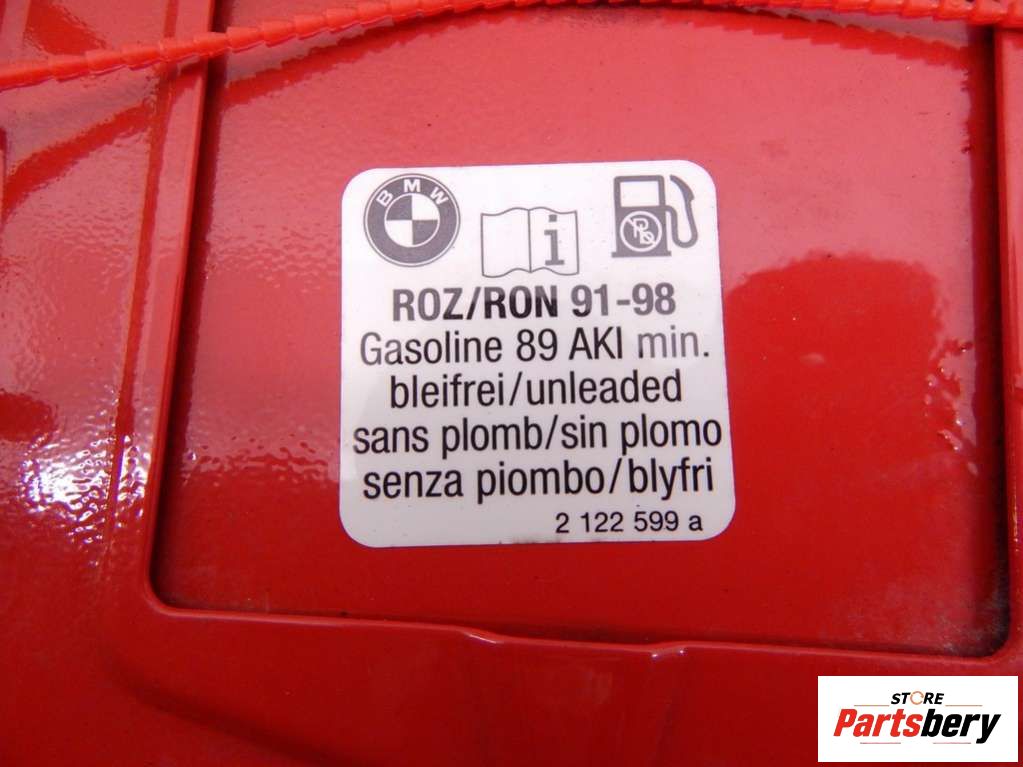 BMW
i
Pb
ROZ/RON 91-98
Gasoline 89 AKI min.
bleifrei/unleaded
sans plomb/sin plomo
senza piombo/blyfri
2 122 599 a
STORE
Partsbery